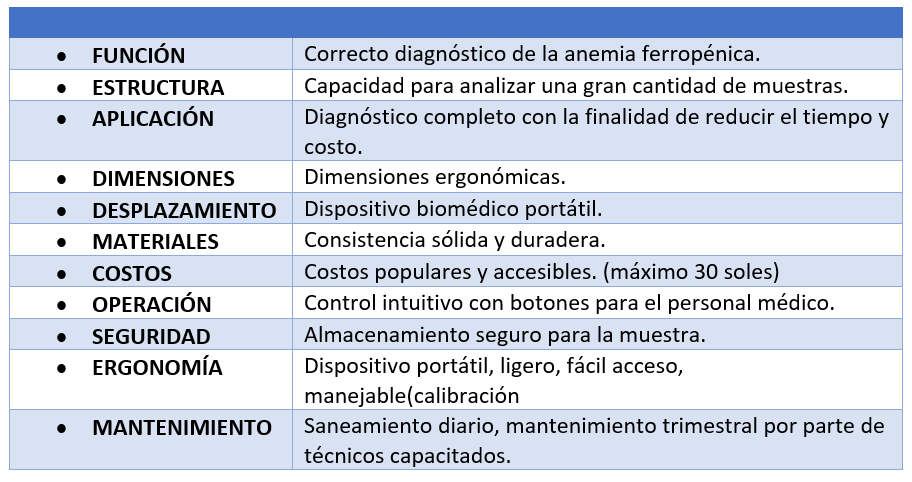 • FUNCIÓN Correcto diagnóstico de la anemia ferropénica.
• ESTRUCTURA Capacidad para analizar una gran cantidad de muestras.
• APLICACIÓN Diagnóstico completo con la finalidad de reducir el tiempo y
costo.
• DIMENSIONES Dimensiones ergonómicas.
• DESPLAZAMIENTO Dispositivo biomédico portátil.
• MATERIALES Consistencia sólida y duradera.
• COSTOS Costos populares y accesibles. (máximo 30 soles)
• OPERACIÓN Control intuitivo con botones para el personal médico.
• SEGURIDAD Almacenamiento seguro para la muestra.
• ERGONOMÍA Dispositivo portátil, ligero, fácil acceso,
manejable(calibración
• MANTENIMIENTO Saneamiento diario, mantenimiento trimestral por parte de
técnicos capacitados.